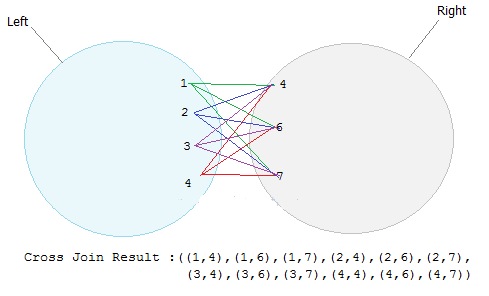 Left
Right
1
4
2
6
3
4
7
Cross Join Result :((1,4),(1,6),(1,7),(2,4),(2,6),(2,7),
(3,4),(3,6),(3,7),(4,4),(4,6),(4,7))